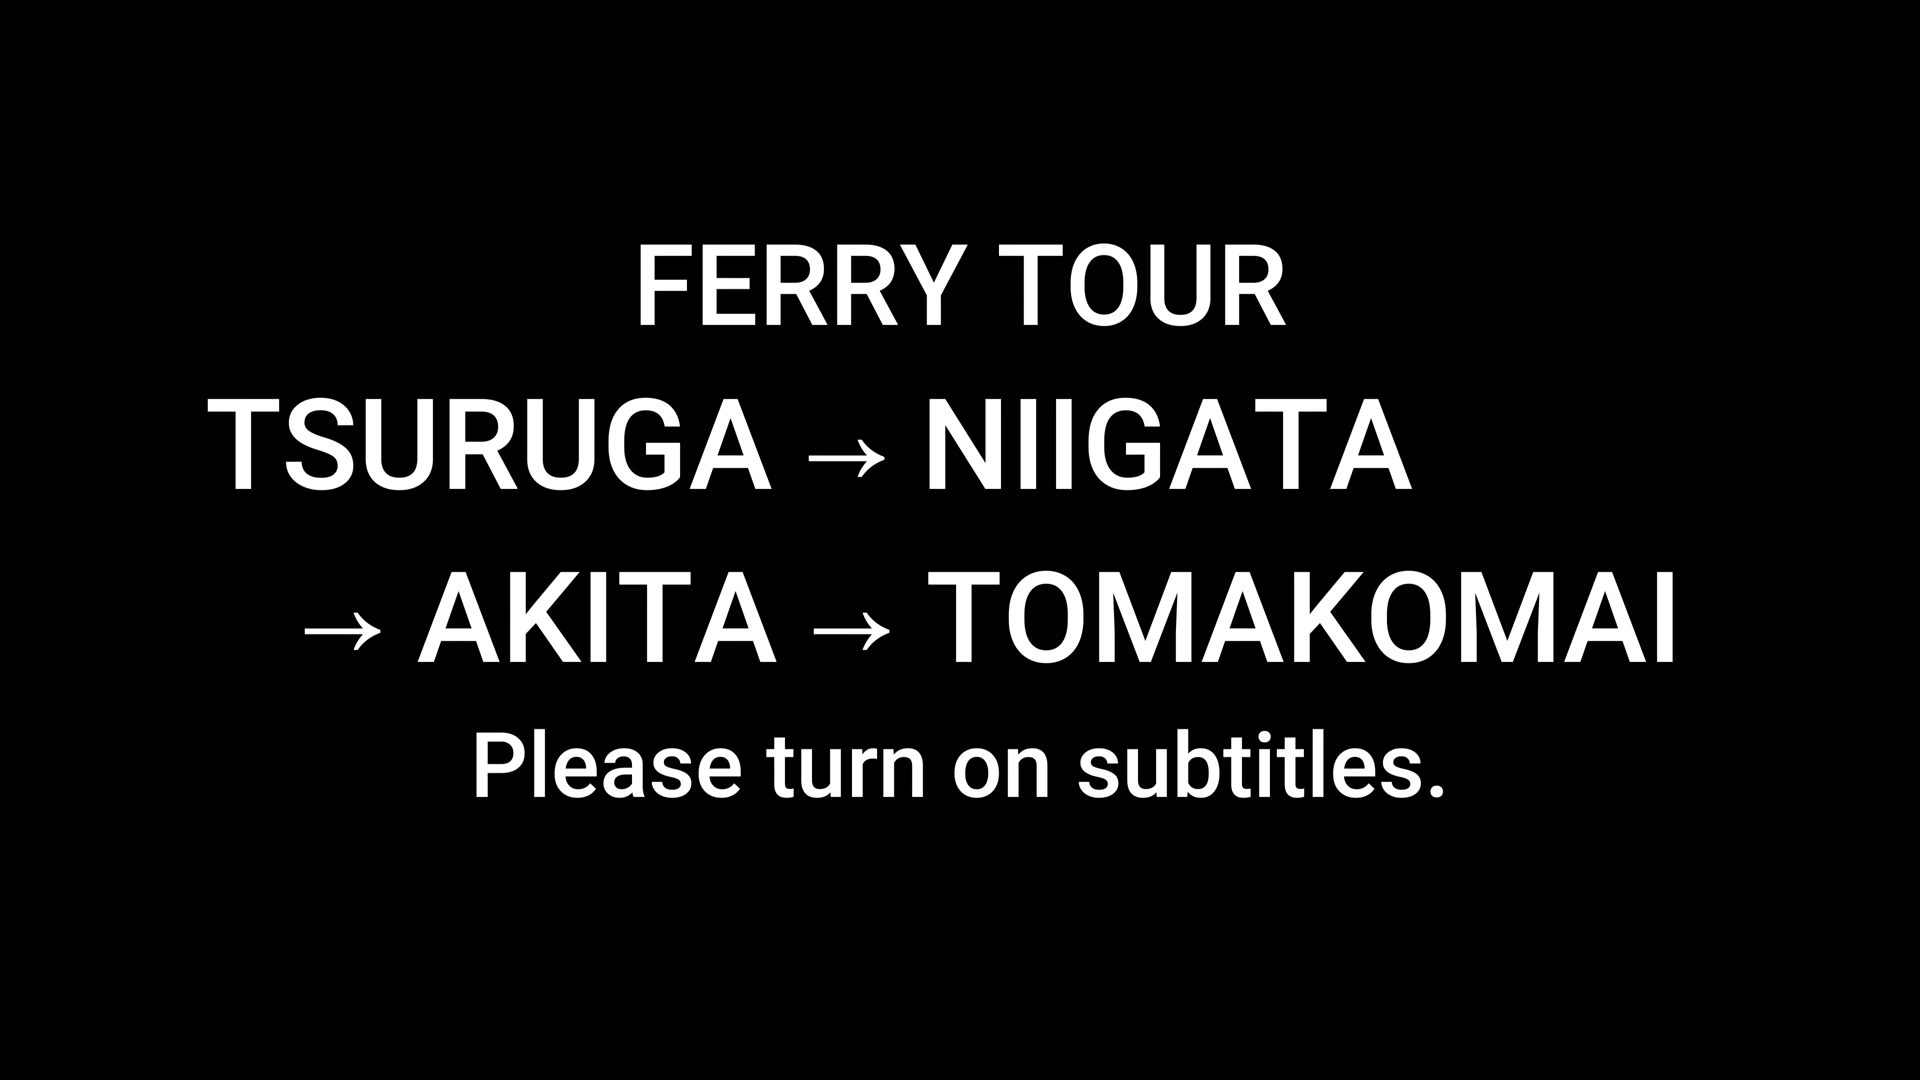 FERRY TOUR
TSURUGA → NIIGATA
→ AKITA → TOMAKOMAI
Please turn on subtitles.